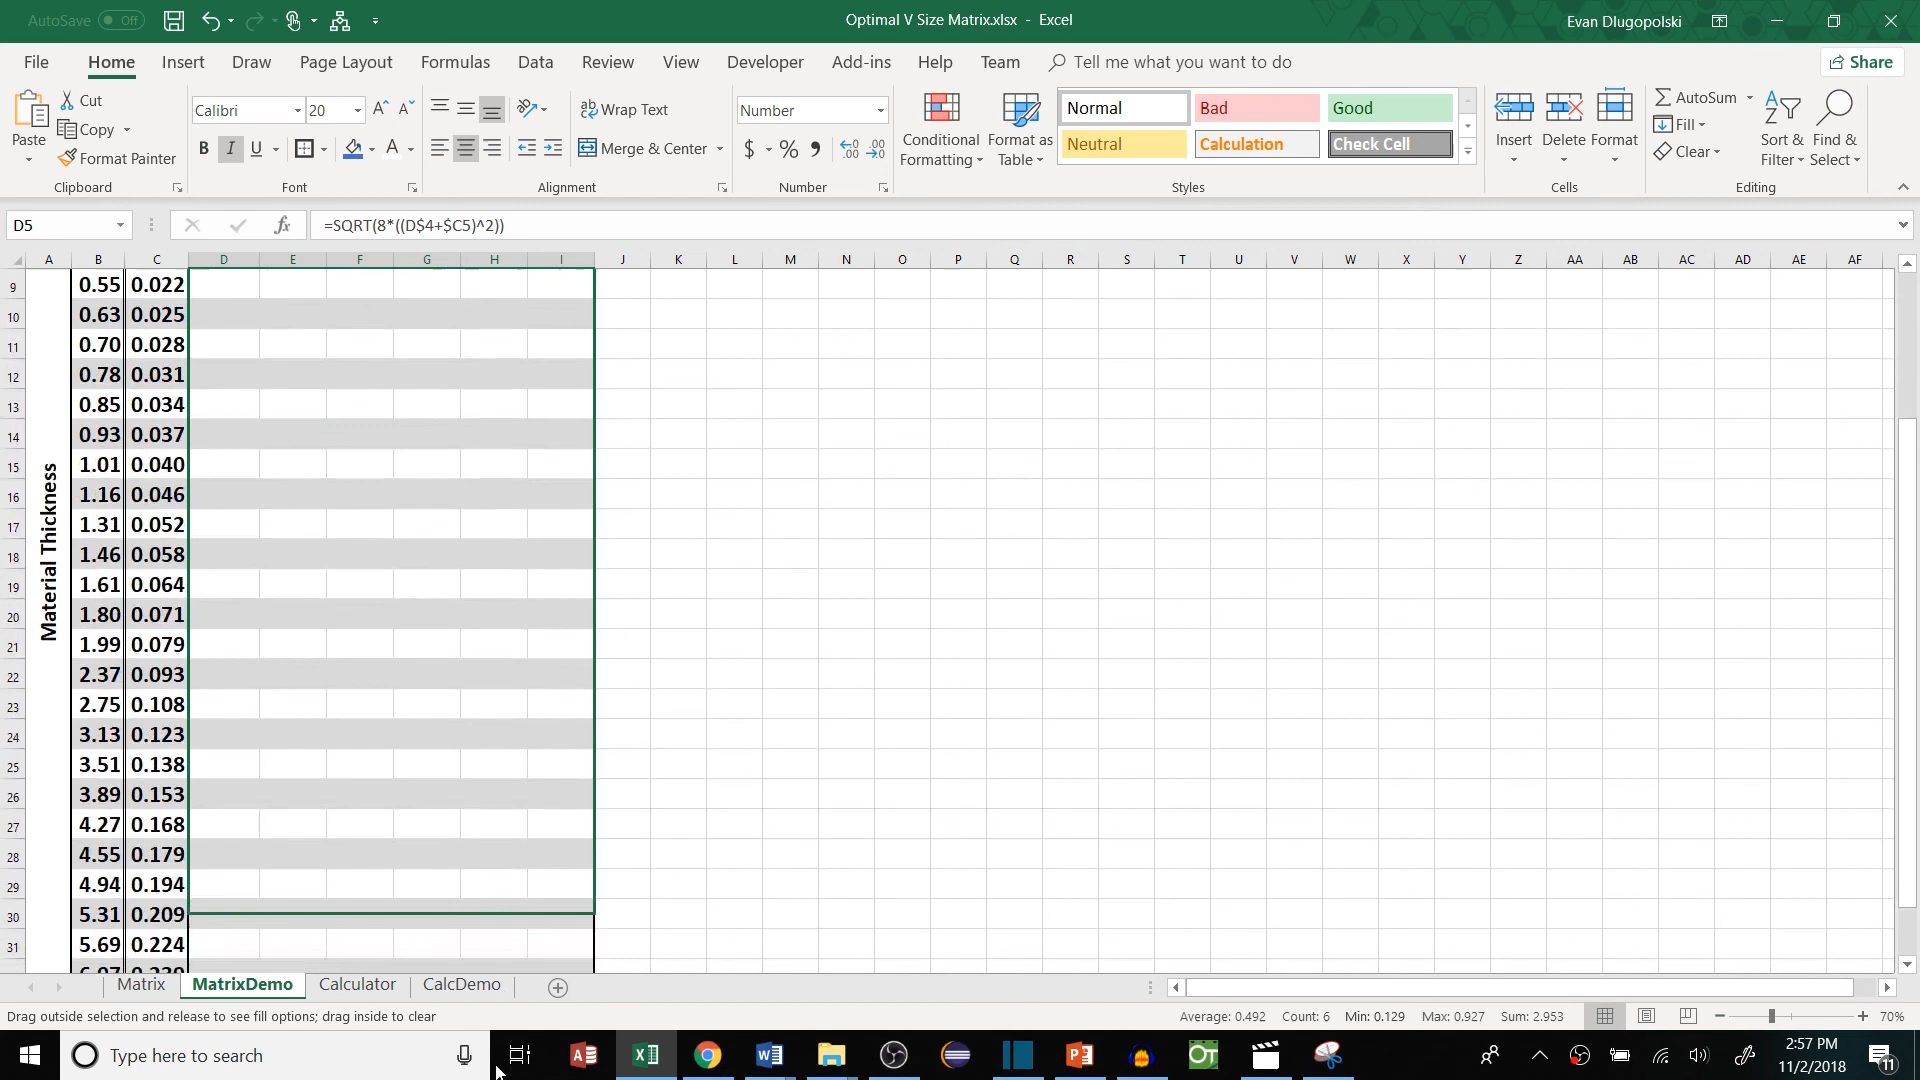 AutoSave Off
Optimal V Size Matrix.xlsx - Excel
Evan Dlugopolski
File Home Insert Draw Page Layout Formulas Data Review View Developer Add-ins Help Team Tell me what you want to do Share
Paste
Cut
Copy
Format Painter
Clipboard
Calibri 20
B I U
Font
Wrap Text
Merge & Center
Alignment
Number
$ % ,
Number
Conditional Formatting
Format as Table
Normal Bad Good
Neutral Calculation Check Cell
Styles
Insert Delete Format
Cells
AutoSum
Fill
Clear
Sort & Filter
Find & Select
Editing
D5
fx =SQRT(8*((D$4+$C5)^2))
A B C D E F G H I J K L M N O P Q R S T U V W X Y Z AA AB AC AD AE AF
Material Thickness
9 0.55 0.022
10 0.63 0.025
11 0.70 0.028
12 0.78 0.031
13 0.85 0.034
14 0.93 0.037
15 1.01 0.040
16 1.16 0.046
17 1.31 0.052
18 1.46 0.058
19 1.61 0.064
20 1.80 0.071
21 1.99 0.079
22 2.37 0.093
23 2.75 0.108
24 3.13 0.123
25 3.51 0.138
26 3.89 0.153
27 4.27 0.168
28 4.55 0.179
29 4.94 0.194
30 5.31 0.209
31 5.69 0.224
Matrix MatrixDemo Calculator CalcDemo
Drag outside selection and release to see fill options; drag inside to clear
Average: 0.492 Count: 6 Min: 0.129 Max: 0.927 Sum: 2.953
70%
Type here to search
2:57 PM
11/2/2018
11